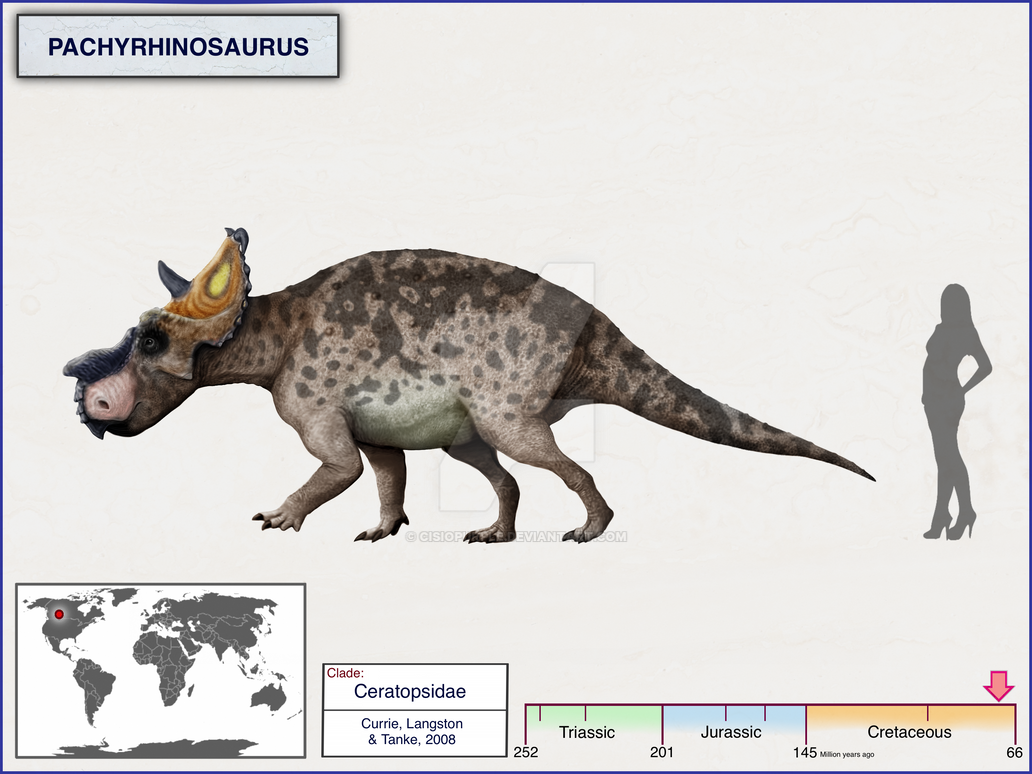 PACHYRHINOSAURUS
Clade:
Ceratopsidae
Currie, Langston
& Tanke, 2008
Triassic
Jurassic
Cretaceous
252
201
145 Million years ago
66